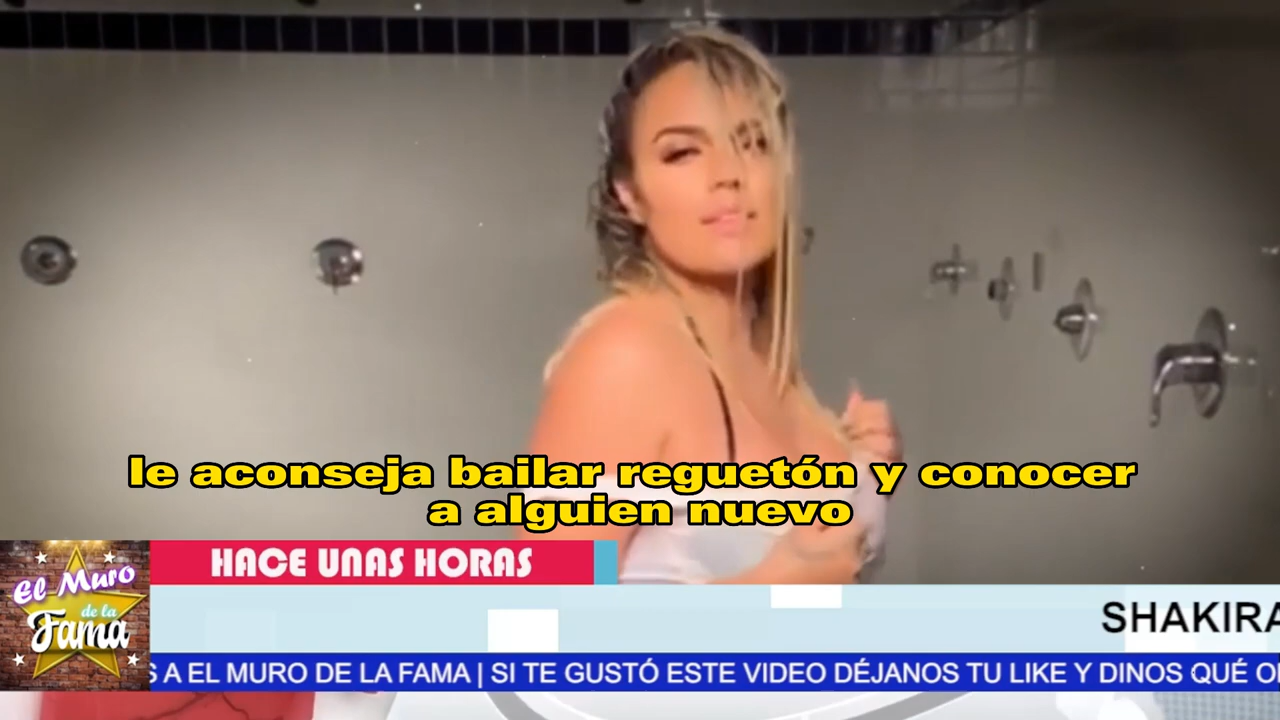 le aconseja bailar reguetón y conocer
a alguien nuevo
HACE UNAS HORAS
El Muro
de la
Fama
SHAKIRA
S A EL MURO DE LA FAMA | SI TE GUSTÓ ESTE VIDEO DÉJANOS TU LIKE Y DINOS QUÉ